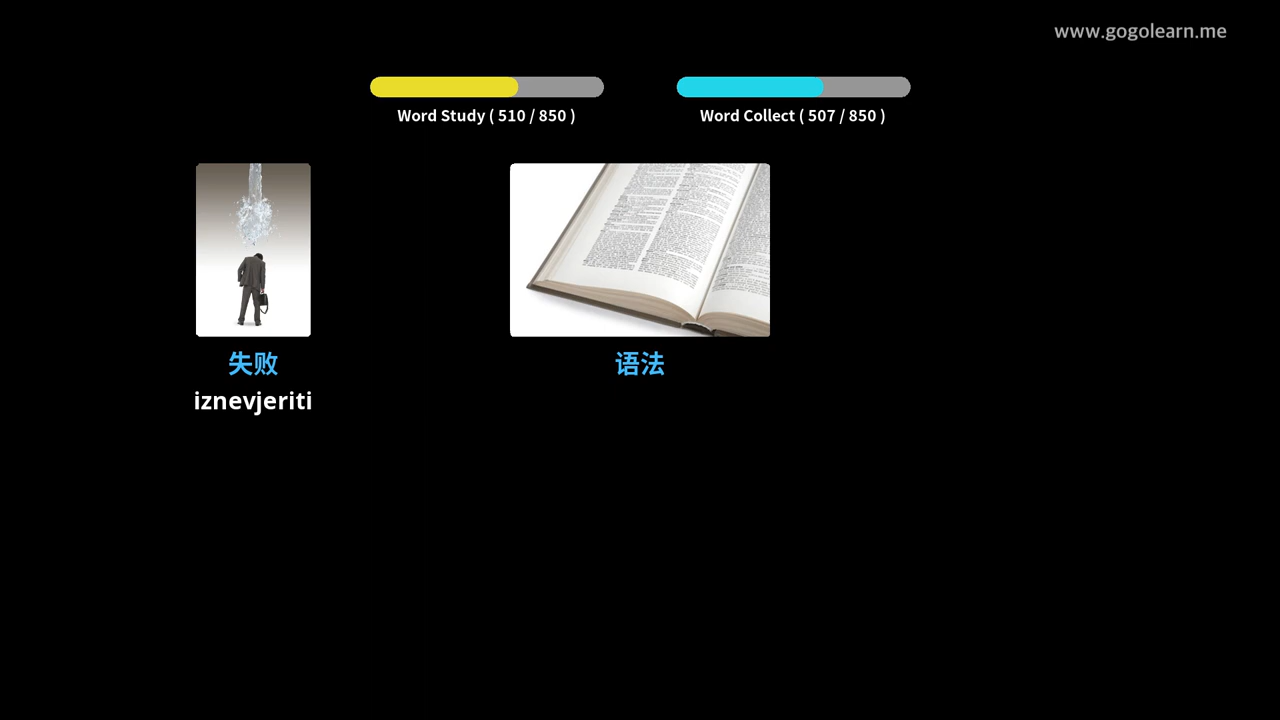 www.gogolearn.me
Word Study ( 510 / 850 )
Word Collect ( 507 / 850 )
失败
iznevjeriti
语法